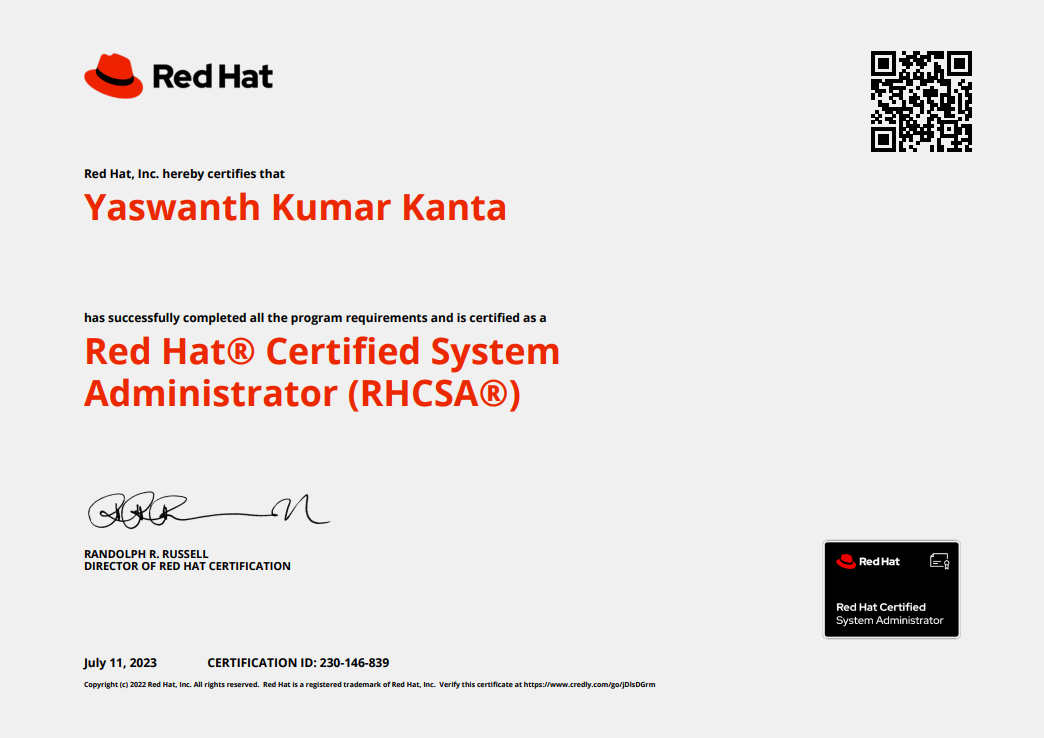 Red Hat
Red Hat, Inc. hereby certifies that
Yaswanth Kumar Kanta
has successfully completed all the program requirements and is certified as a
Red Hat® Certified System
Administrator (RHCSA®)
RANDOLPH R. RUSSELL
DIRECTOR OF RED HAT CERTIFICATION
Red Hat
Red Hat Certified
System Administrator
July 11, 2023 CERTIFICATION ID: 230-146-839
Copyright (c) 2022 Red Hat, Inc. All rights reserved. Red Hat is a registered trademark of Red Hat, Inc. Verify this certificate at https://www.credly.com/go/jDlsDGrm